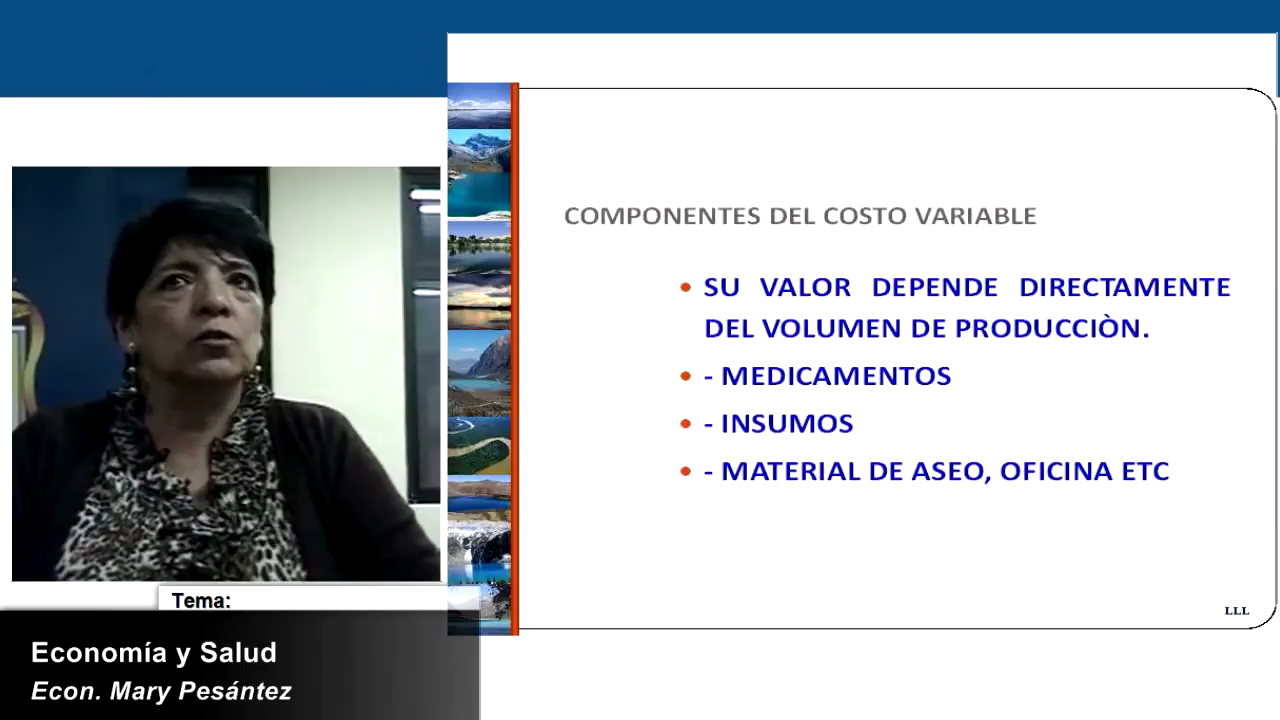 COMPONENTES DEL COSTO VARIABLE
• SU VALOR DEPENDE DIRECTAMENTE
DEL VOLUMEN DE PRODUCCIÒN.
• - MEDICAMENTOS
• - INSUMOS
• - MATERIAL DE ASEO, OFICINA ETC
LLL
Tema:
Economía y Salud
Econ. Mary Pesántez